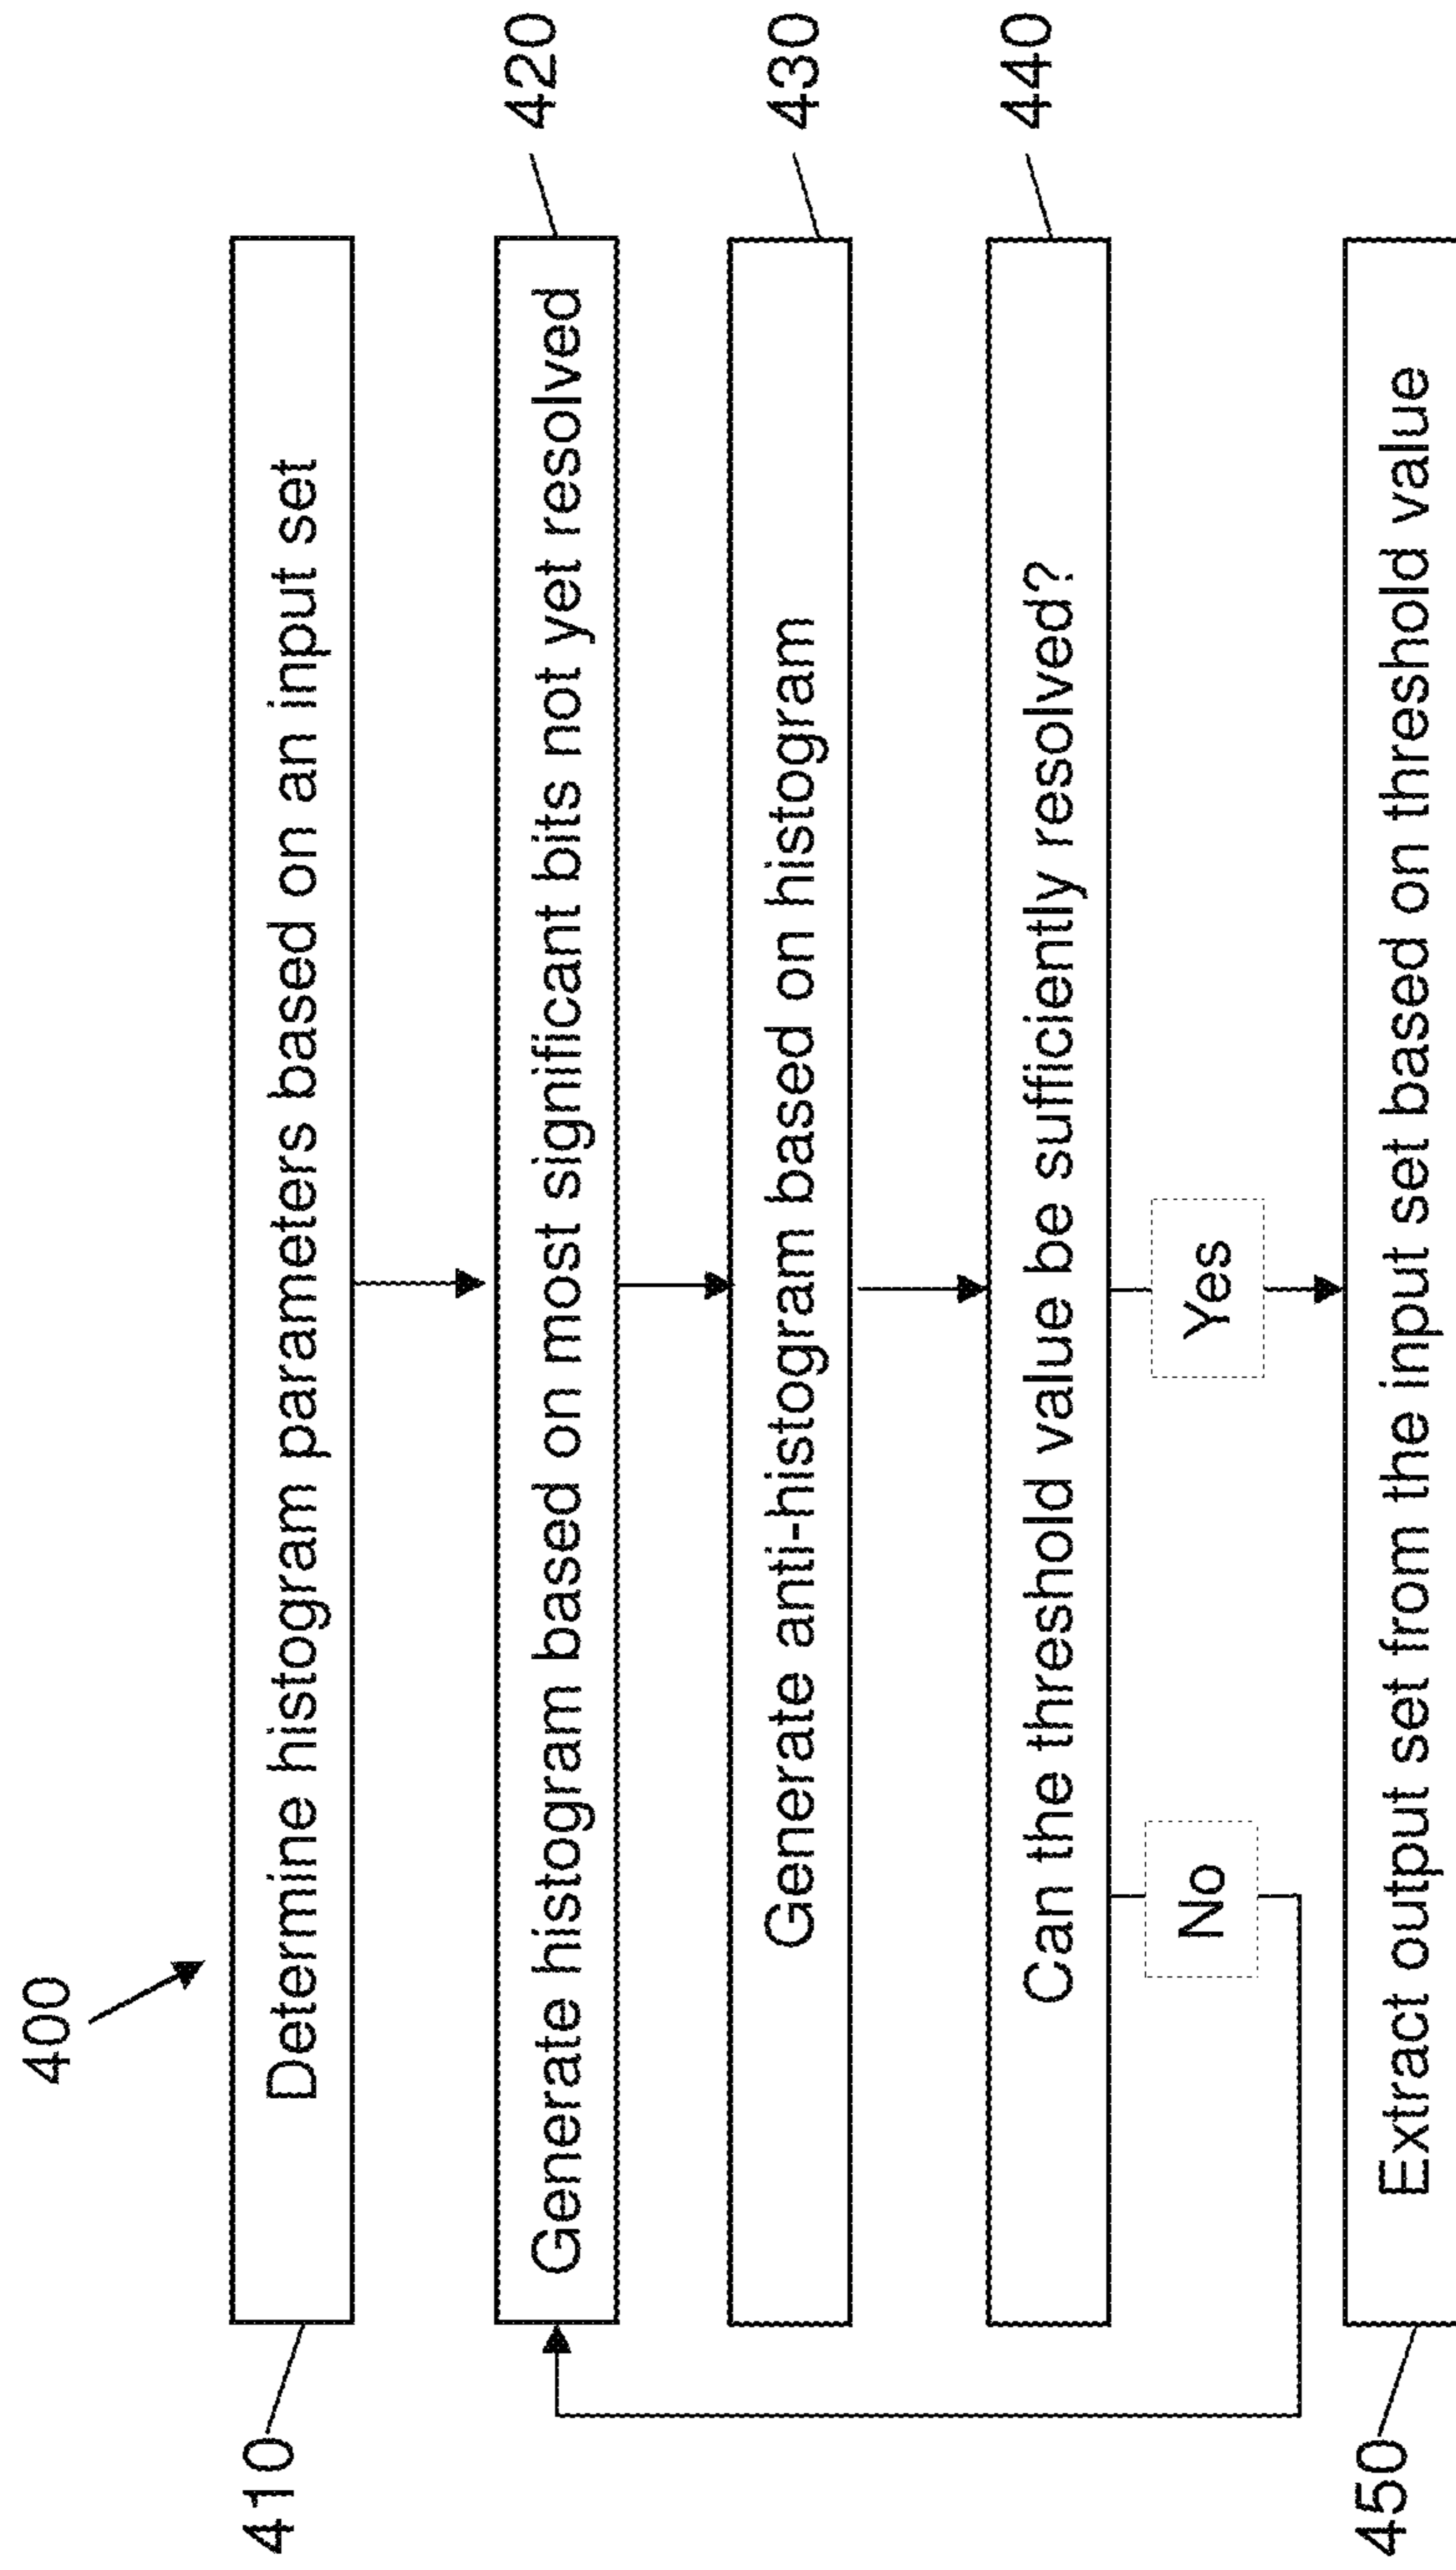 400
410
Determine histogram parameters based on an input set
Generate histogram based on most significant bits not yet resolved
420
Generate anti-histogram based on histogram
430
Can the threshold value be sufficiently resolved?
440
No
Yes
450
Extract output set from the input set based on threshold value